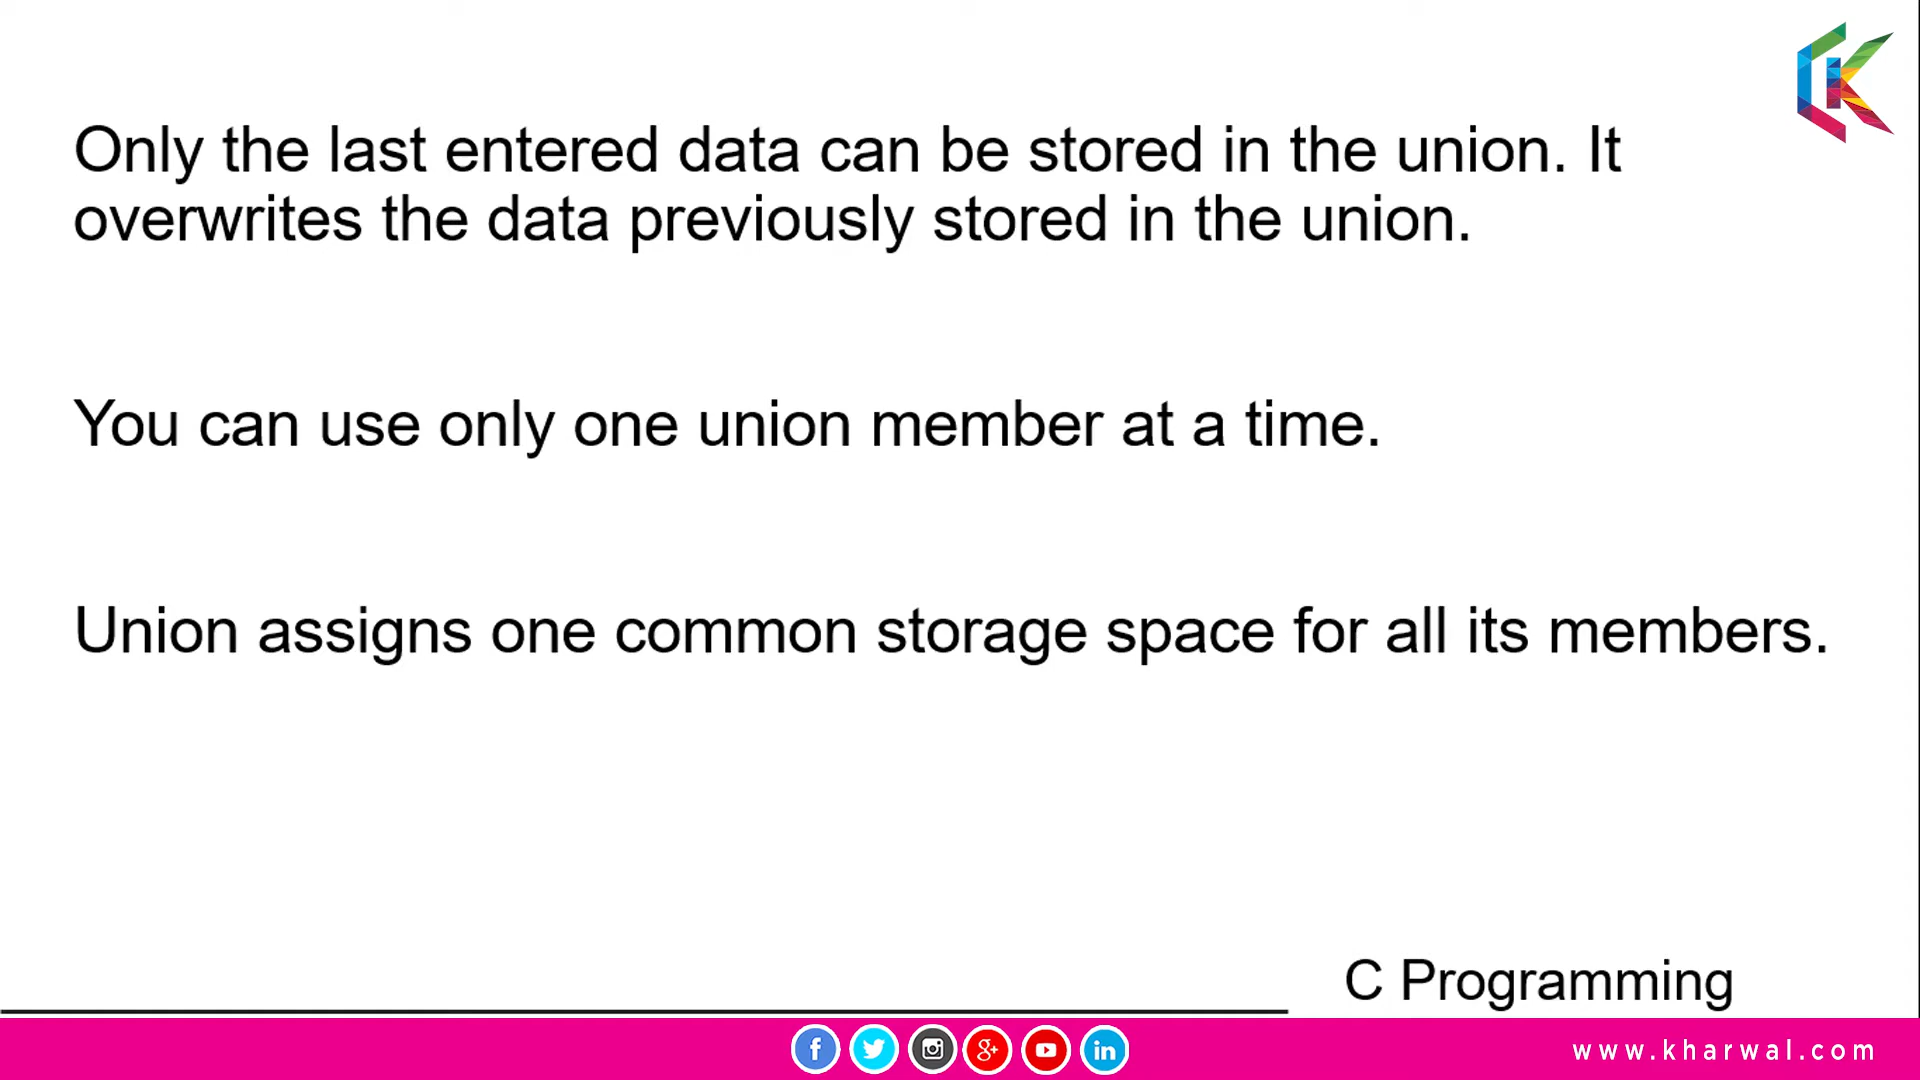 Only the last entered data can be stored in the union. It
overwrites the data previously stored in the union.
You can use only one union member at a time.
Union assigns one common storage space for all its members.
C Programming
f g+ in
www.kharwal.com